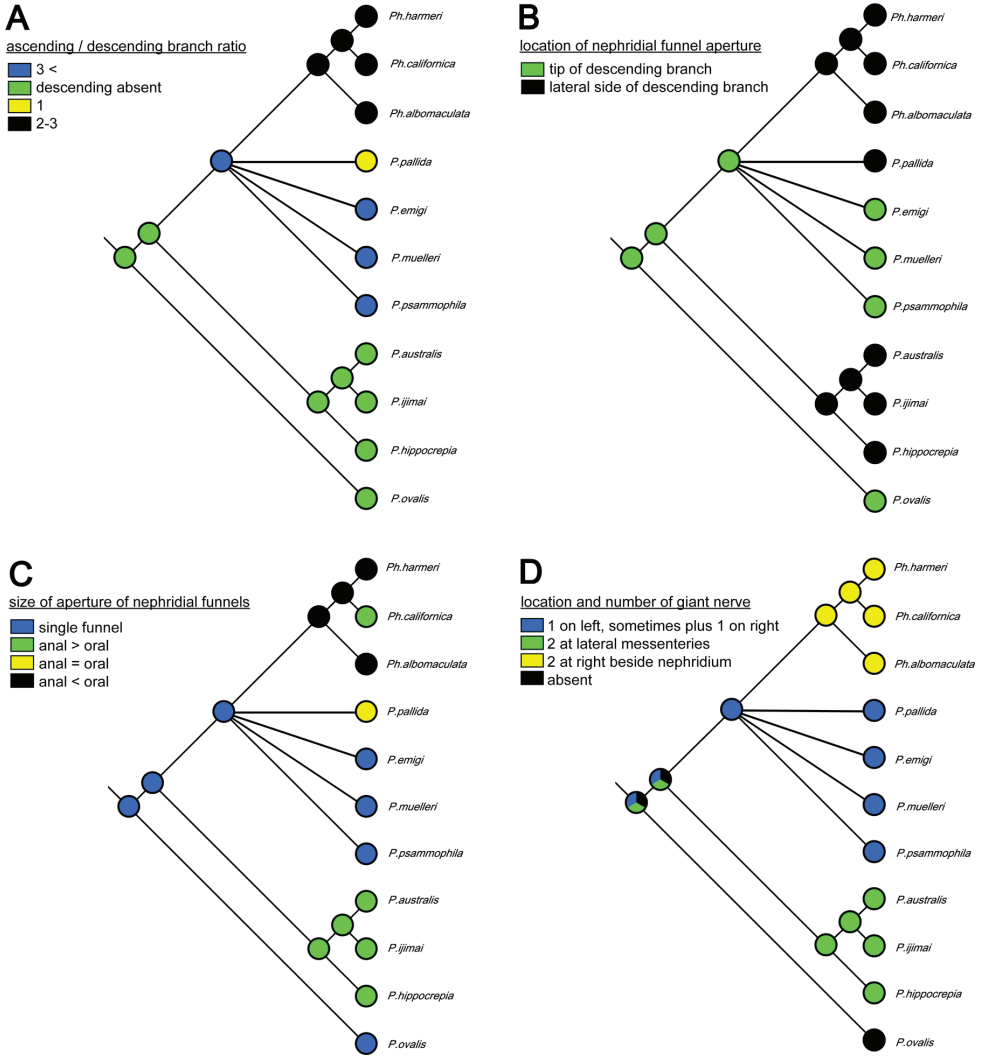 A
ascending / descending branch ratio
3 <
descending absent
1
2-3
Ph.harmeri
Ph.californica
Ph.albomaculata
P.pallida
P.emigi
P.muelleri
P.psammophila
P.australis
P.ijimai
P.hippocrepia
P.ovalis
B
location of nephridial funnel aperture
tip of descending branch
lateral side of descending branch
Ph.harmeri
Ph.californica
Ph.albomaculata
P.pallida
P.emigi
P.muelleri
P.psammophila
P.australis
P.ijimai
P.hippocrepia
P.ovalis
C
size of aperture of nephridial funnels
single funnel
anal > oral
anal = oral
anal < oral
Ph.harmeri
Ph.californica
Ph.albomaculata
P.pallida
P.emigi
P.muelleri
P.psammophila
P.australis
P.ijimai
P.hippocrepia
P.ovalis
D
location and number of giant nerve
1 on left, sometimes plus 1 on right
2 at lateral messenteries
2 at right beside nephridium
absent
Ph.harmeri
Ph.californica
Ph.albomaculata
P.pallida
P.emigi
P.muelleri
P.psammophila
P.australis
P.ijimai
P.hippocrepia
P.ovalis